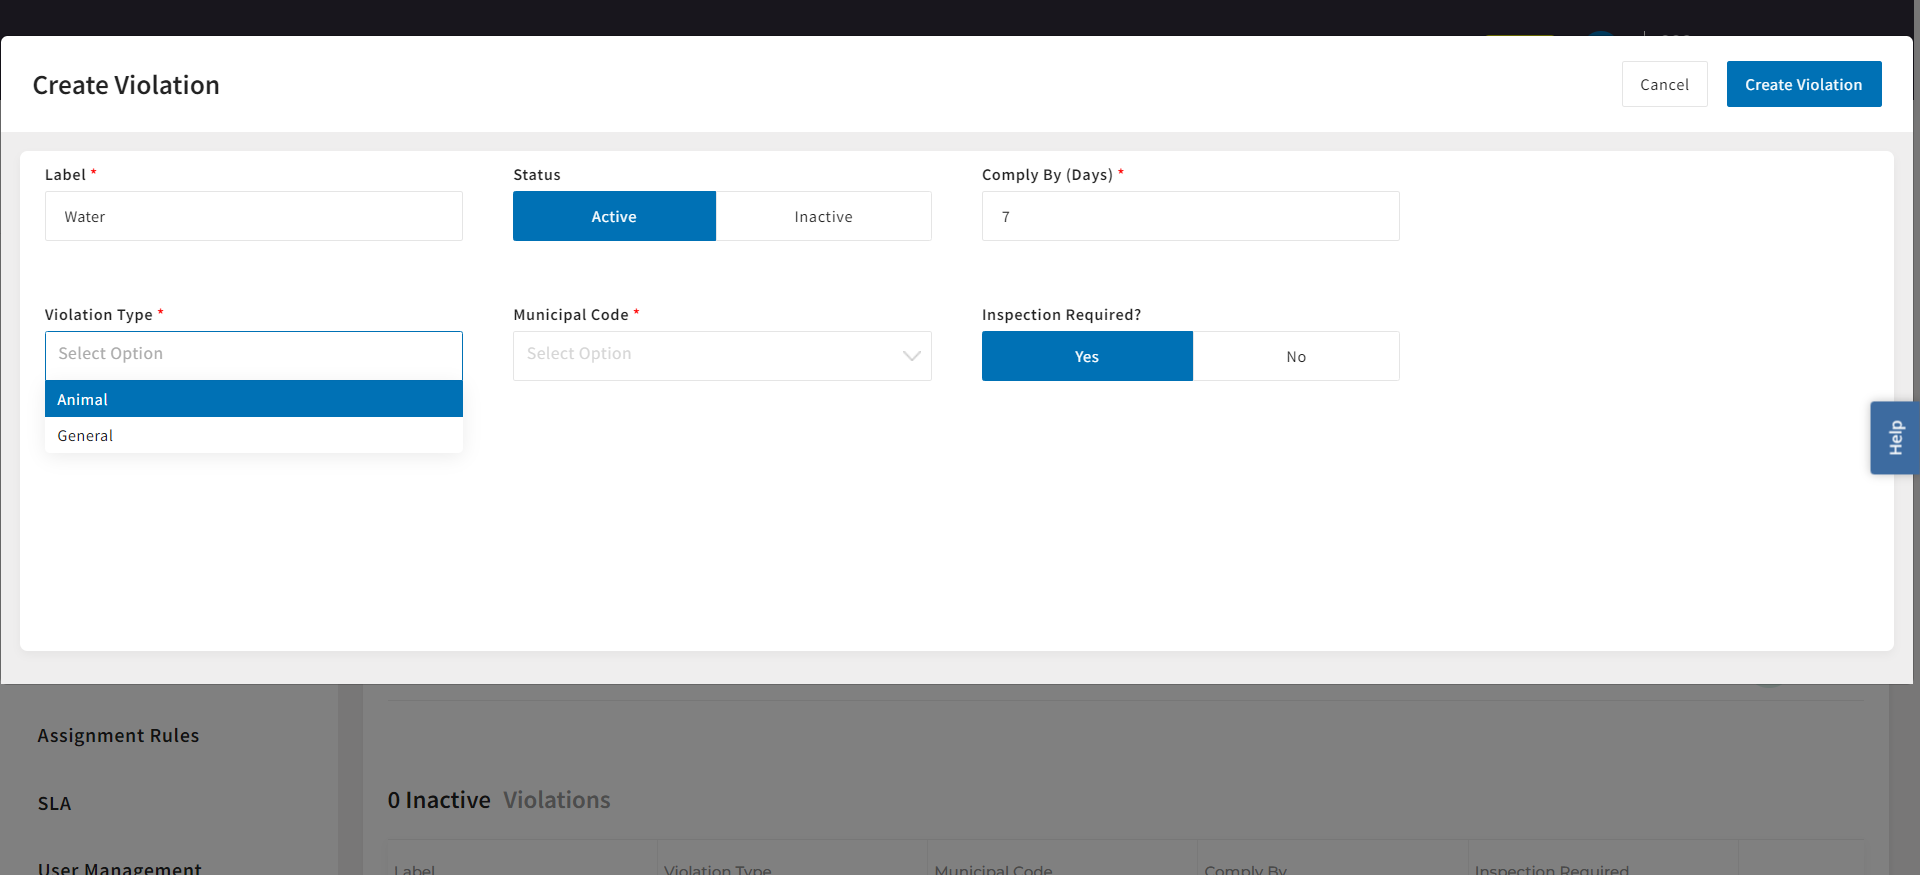 Create Violation
Cancel
Create Violation
Label *
Status
Comply By (Days) *
Water
Active
Inactive
7
Violation Type *
Municipal Code *
Inspection Required?
Select Option
Select Option
Yes
No
Animal
General
Help
Assignment Rules
0 Inactive Violations
SLA
User Management
Label
Violation Type
Municipal Code
Comply By
Inspection Required